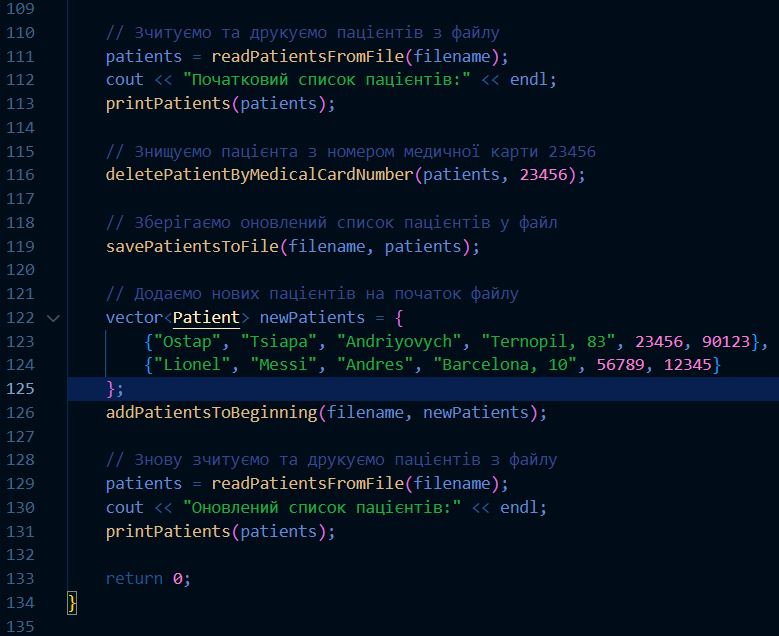 109
110 // Зчитуємо та друкуємо пацієнтів з файлу
111 patients = readPatientsFromFile(filename);
112 cout << "Початковий список пацієнтів:" << endl;
113 printPatients(patients);
114
115 // Знищуємо пацієнта з номером медичної карти 23456
116 deletePatientByMedicalCardNumber(patients, 23456);
117
118 // Зберігаємо оновлений список пацієнтів у файл
119 savePatientsToFile(filename, patients);
120
121 // Додаємо нових пацієнтів на початок файлу
122 vector<Patient> newPatients = {
123 {"Ostap", "Tsiapa", "Andriyovych", "Ternopil, 83", 23456, 90123},
124 {"Lionel", "Messi", "Andres", "Barcelona, 10", 56789, 12345}
125 };
126 addPatientsToBeginning(filename, newPatients);
127
128 // Знову зчитуємо та друкуємо пацієнтів з файлу
129 patients = readPatientsFromFile(filename);
130 cout << "Оновлений список пацієнтів:" << endl;
131 printPatients(patients);
132
133 return 0;
134 }
135